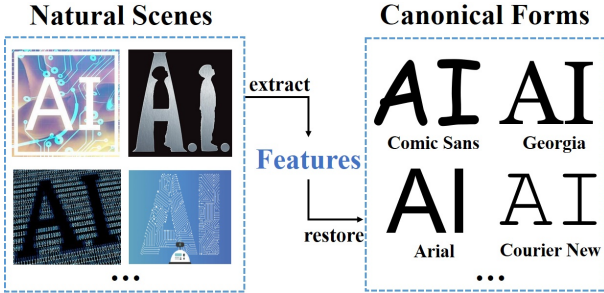 Natural Scenes
Canonical Forms
AI
A.I.
AI
AI
...
extract
Features
restore
AI
Comic Sans
AI
Georgia
AI
Arial
AI
Courier New
...